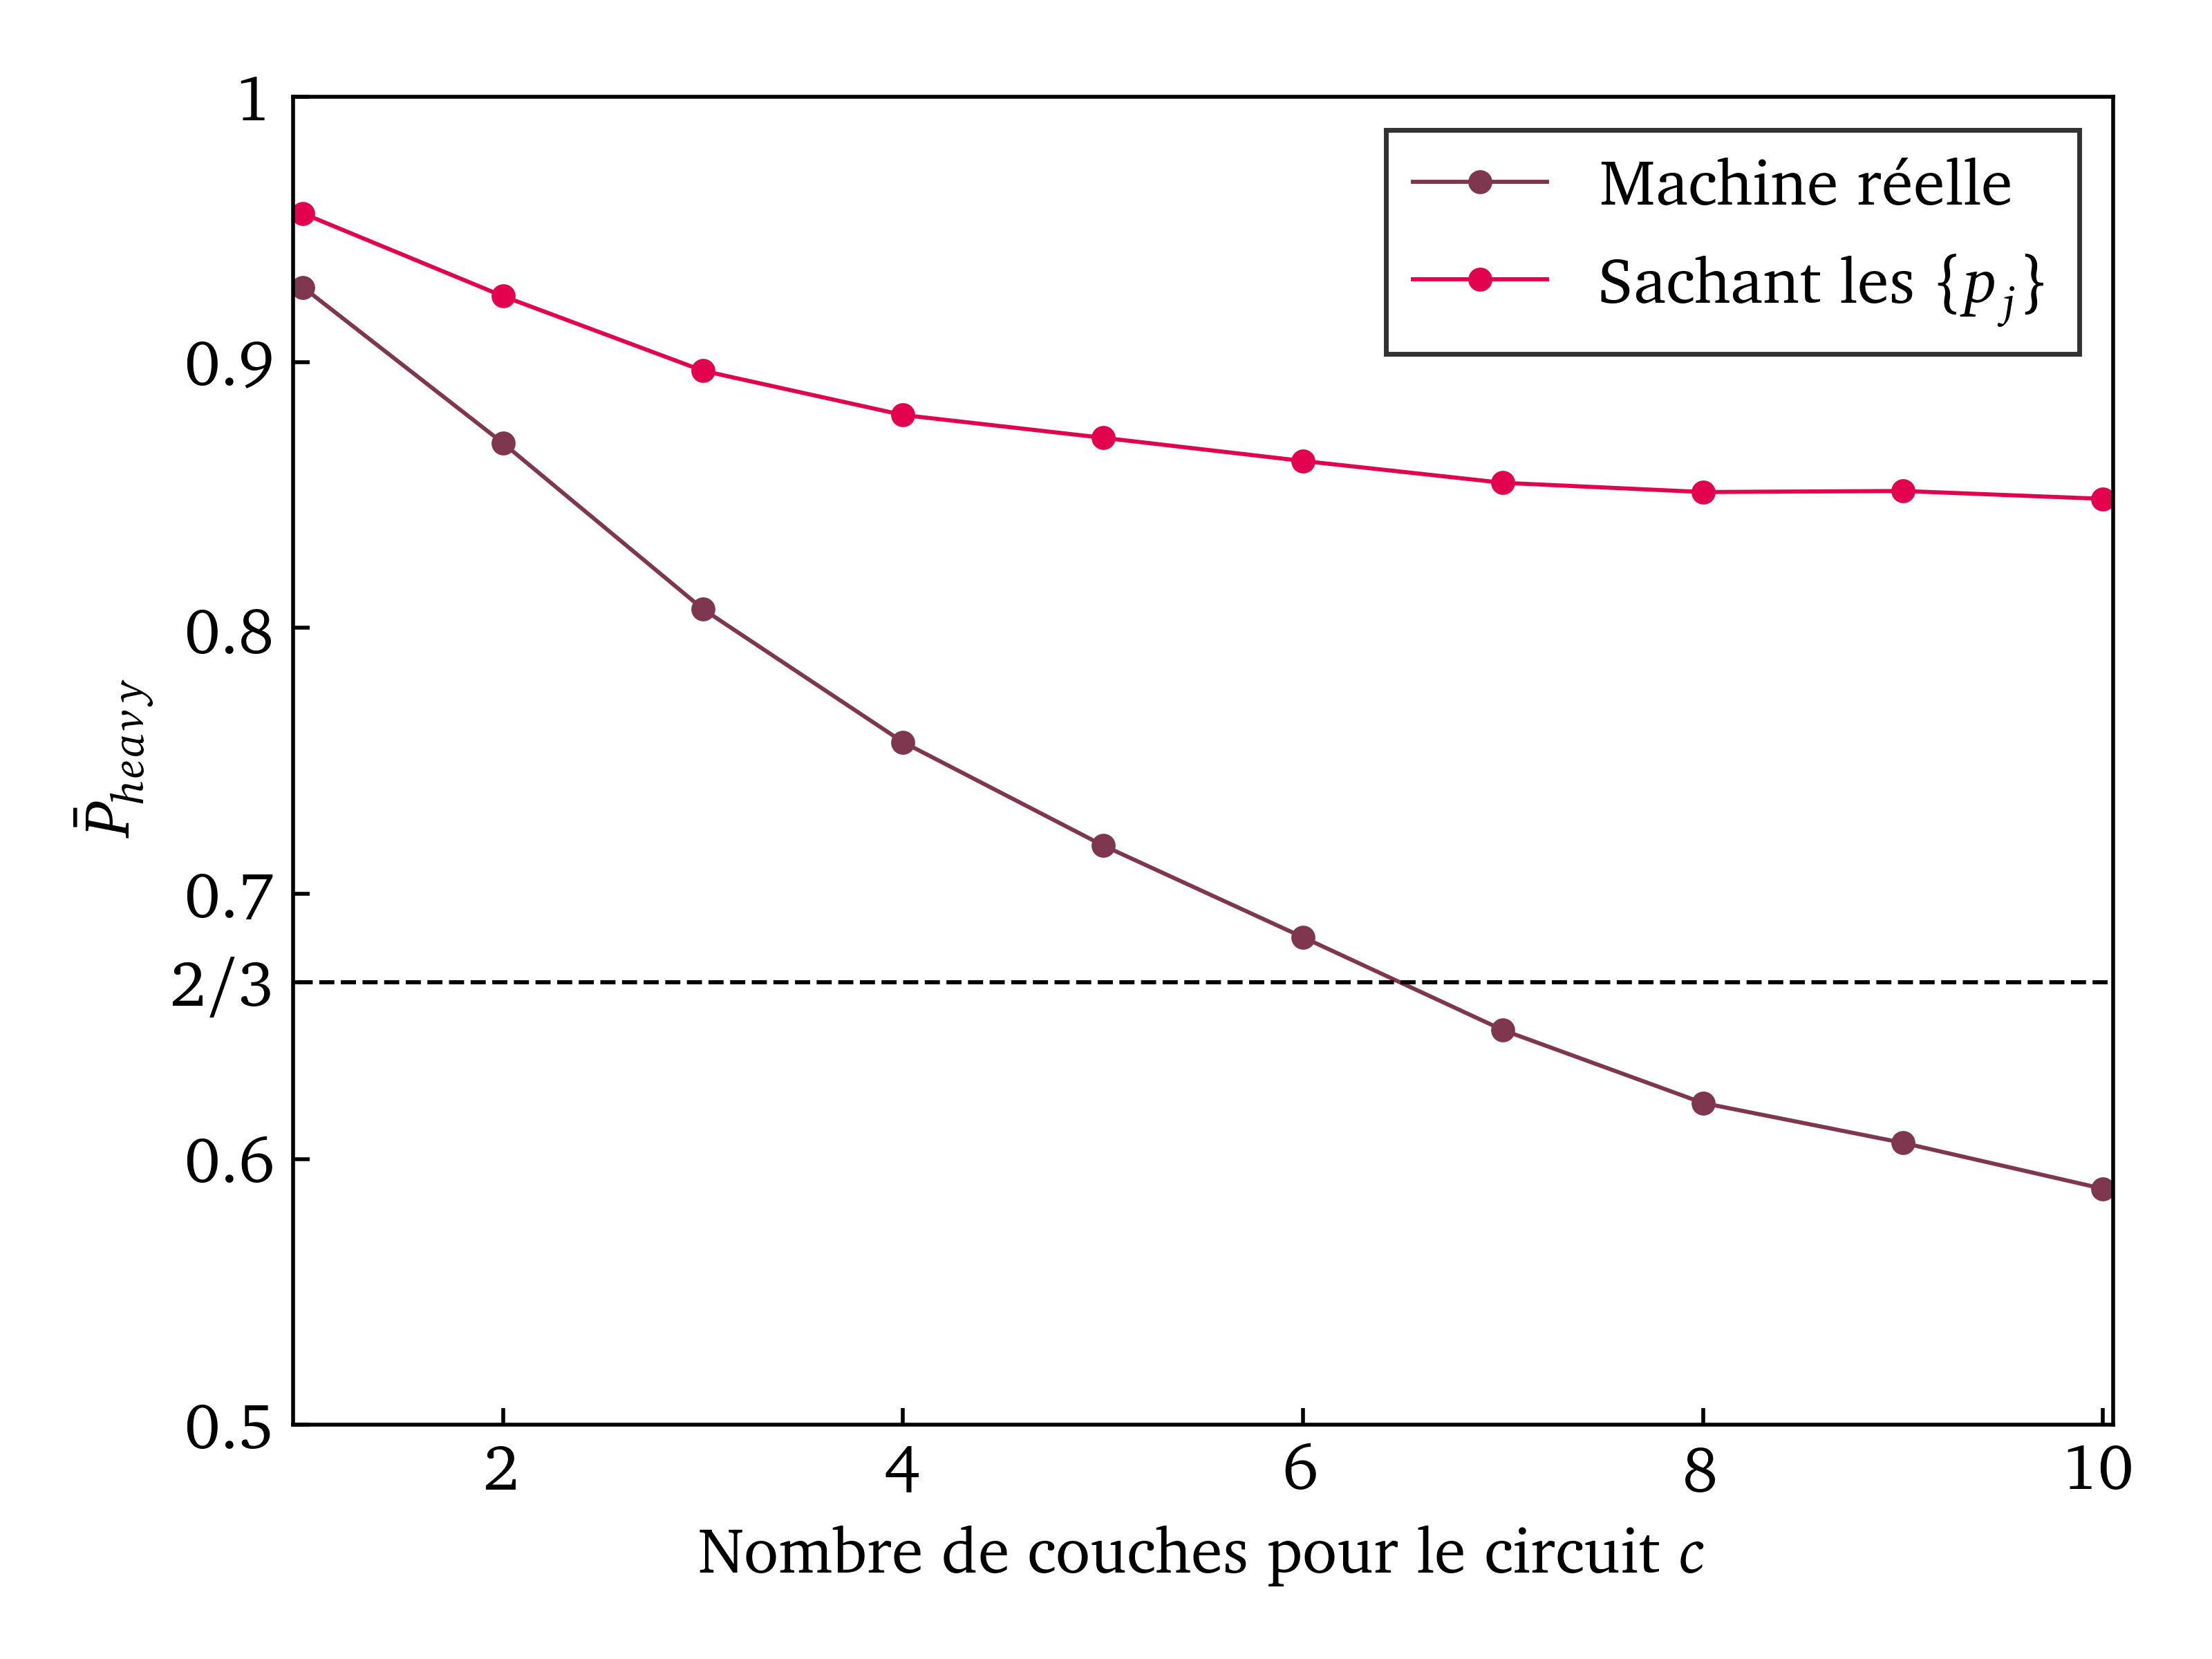 1
0.9
0.8
0.7
2/3
0.6
0.5
P̄heavy
Machine réelle
Sachant les {pj}
2 4 6 8 10
Nombre de couches pour le circuit c